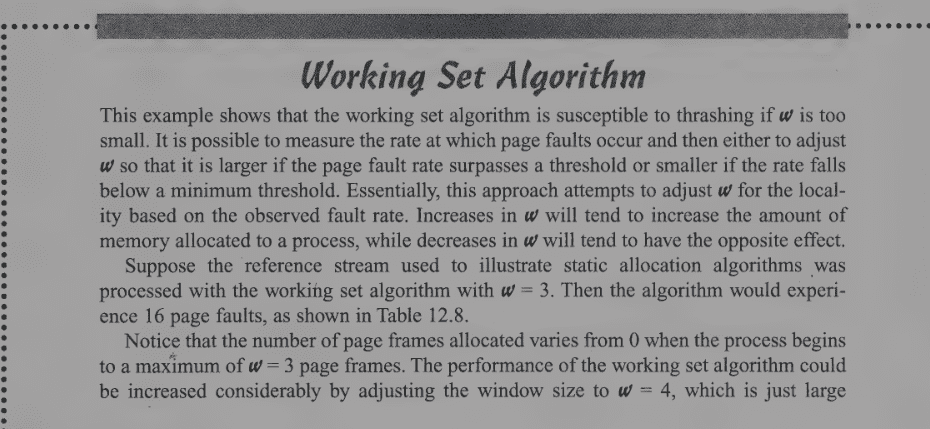 Working Set Algorithm
This example shows that the working set algorithm is susceptible to thrashing if w is too
small. It is possible to measure the rate at which page faults occur and then either to adjust
w so that it is larger if the page fault rate surpasses a threshold or smaller if the rate falls
below a minimum threshold. Essentially, this approach attempts to adjust w for the local-
ity based on the observed fault rate. Increases in w will tend to increase the amount of
memory allocated to a process, while decreases in w will tend to have the opposite effect.
Suppose the reference stream used to illustrate static allocation algorithms was
processed with the working set algorithm with w = 3. Then the algorithm would experi-
ence 16 page faults, as shown in Table 12.8.
Notice that the number of page frames allocated varies from 0 when the process begins
to a maximum of w = 3 page frames. The performance of the working set algorithm could
be increased considerably by adjusting the window size to w = 4, which is just large